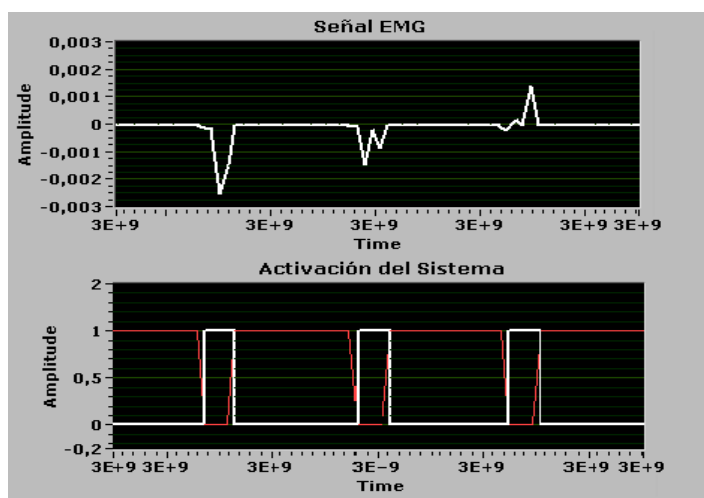 Señal EMG
0,003
0,002
0,001
0
-0,001
-0,002
-0,003
Amplitude
3E+9 3E+9 3E+9 3E+9 3E+9 3E+9
Time
Activación del Sistema
2
1
0,5
0
-0,2
Amplitude
3E+9 3E+9 3E+9 3E-9 3E+9 3E+9 3E+9
Time